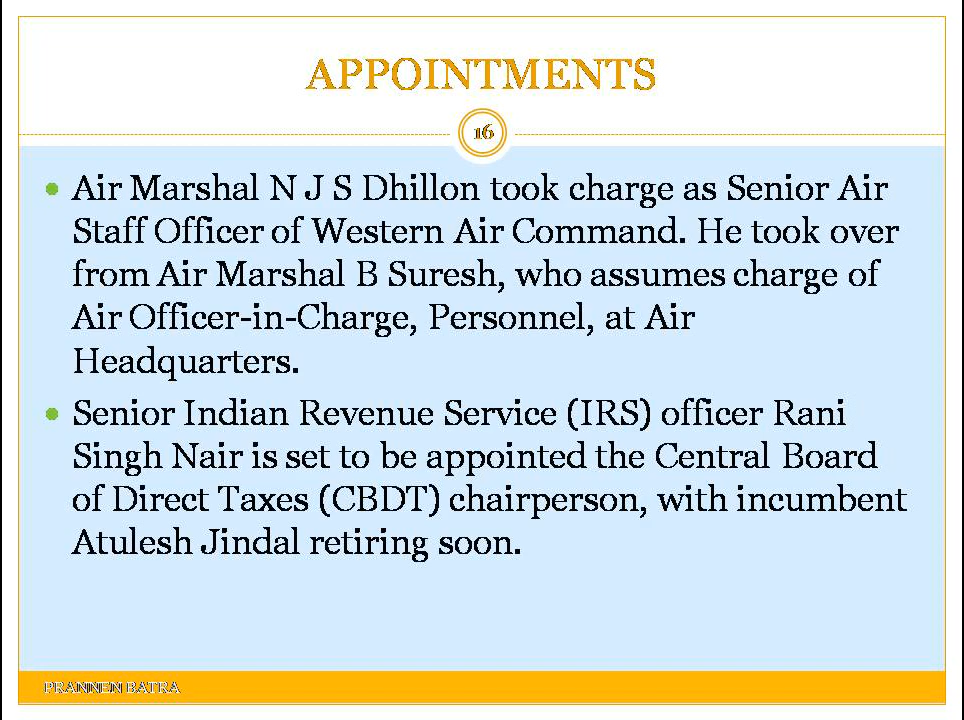 APPOINTMENTS
16
• Air Marshal N J S Dhillon took charge as Senior Air
Staff Officer of Western Air Command. He took over
from Air Marshal B Suresh, who assumes charge of
Air Officer-in-Charge, Personnel, at Air
Headquarters.
• Senior Indian Revenue Service (IRS) officer Rani
Singh Nair is set to be appointed the Central Board
of Direct Taxes (CBDT) chairperson, with incumbent
Atulesh Jindal retiring soon.
PRANNEN BATRA